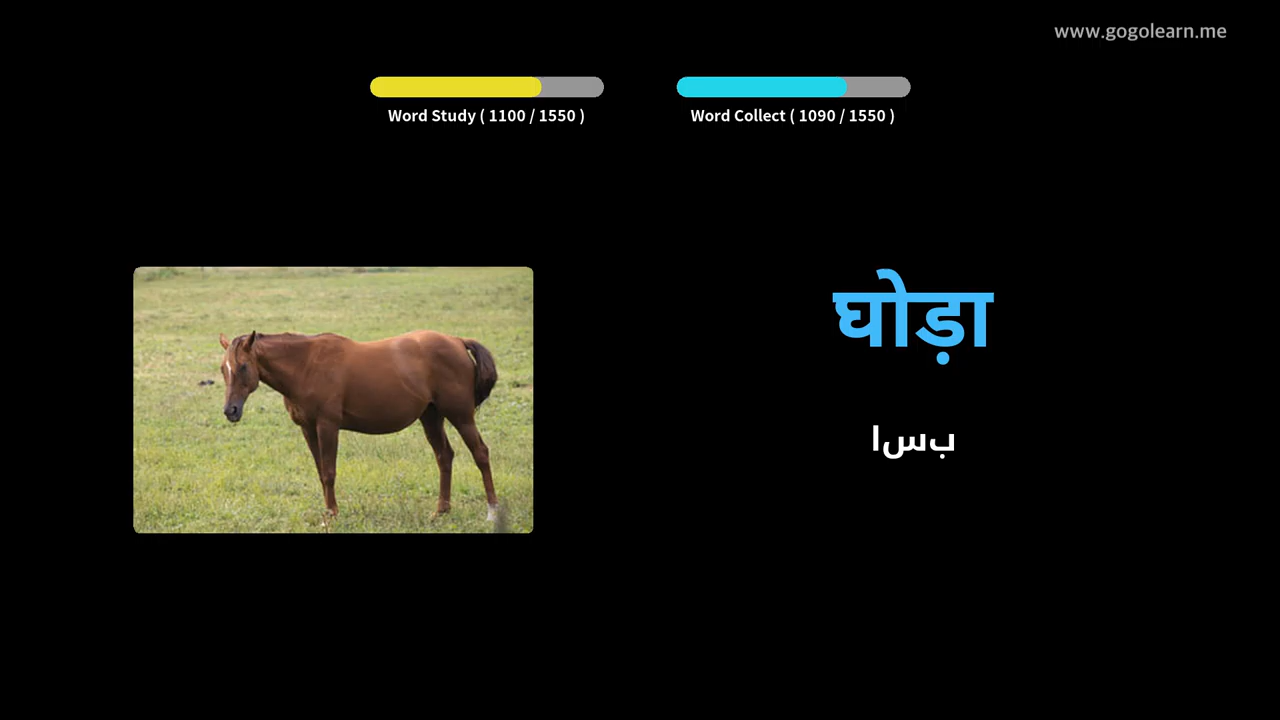 www.gogolearn.me
Word Study ( 1100 / 1550 )
Word Collect ( 1090 / 1550 )
घोड़ा
بسا